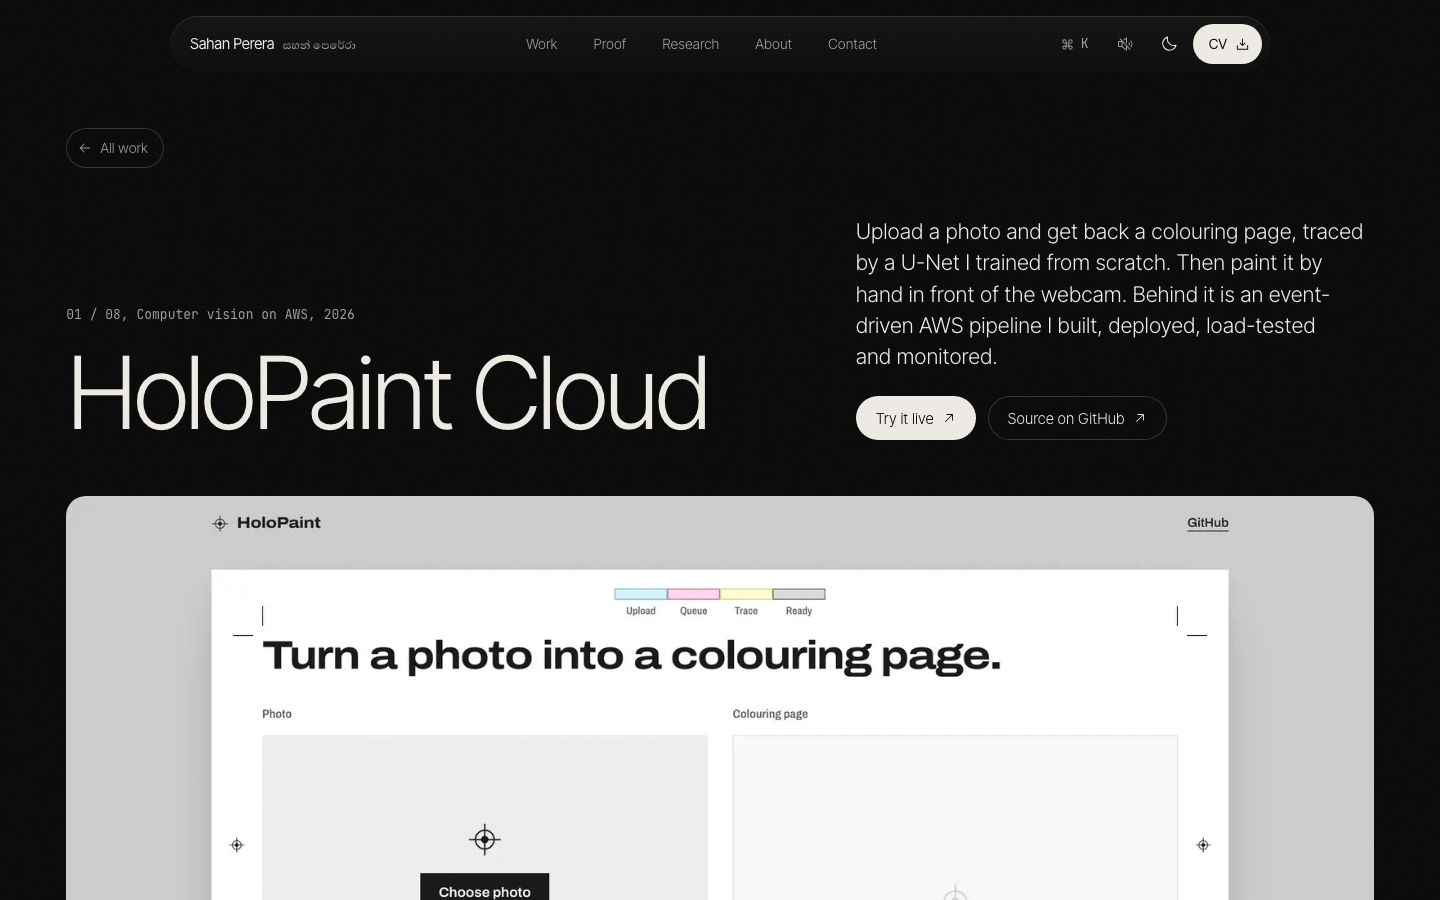 Sahan Perera සහන් පෙරේරා
Work
Proof
Research
About
Contact
⌘ K
CV
← All work
01 / 08, Computer vision on AWS, 2026
HoloPaint Cloud
Upload a photo and get back a colouring page, traced
by a U-Net I trained from scratch. Then paint it by
hand in front of the webcam. Behind it is an event-
driven AWS pipeline I built, deployed, load-tested
and monitored.
Try it live ↗
Source on GitHub ↗
HoloPaint
GitHub
Upload
Queue
Trace
Ready
Turn a photo into a colouring page.
Photo
Colouring page
Choose photo